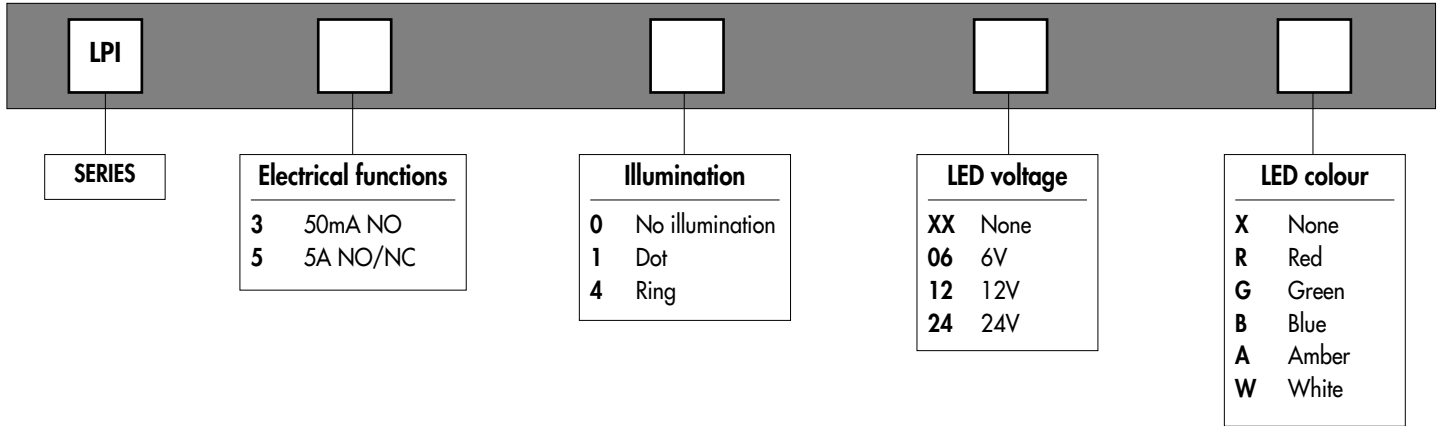 LPI
SERIES
Electrical functions
3 50mA NO
5 5A NO/NC
Illumination
0 No illumination
1 Dot
4 Ring
LED voltage
XX None
06 6V
12 12V
24 24V
LED colour
X None
R Red
G Green
B Blue
A Amber
W White